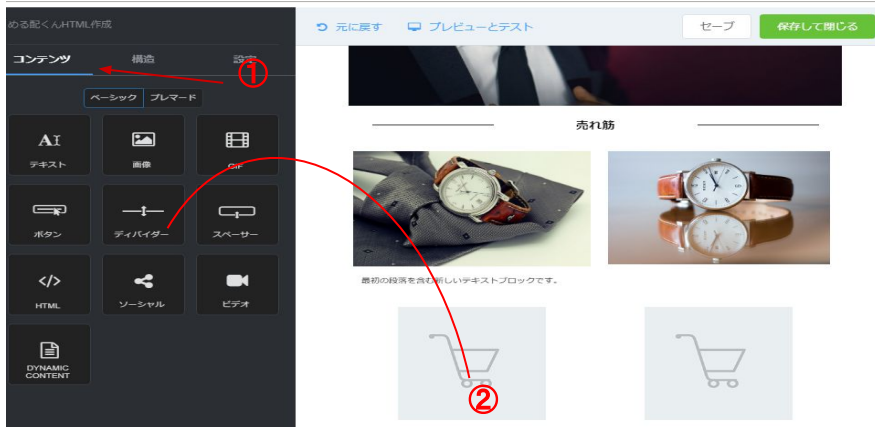 める配くんHTML作成
元に戻す
プレビューとテスト
セーブ
保存して閉じる
コンテンツ
構造
設定
①
ベーシック
プレマード
AI
テキスト
画像
GIF
ボタン
ディバイダー
スペーサー
</>
HTML
ソーシャル
ビデオ
DYNAMIC
CONTENT
売れ筋
最初の段落を含む新しいテキストブロックです。
②